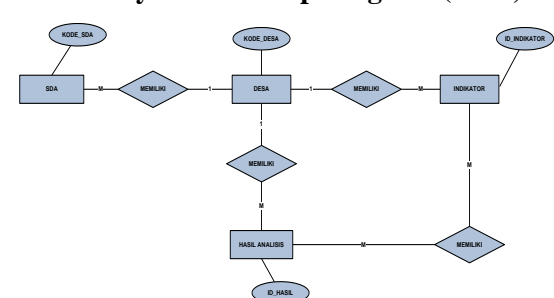 KODE_SDA
KODE_DESA
ID_INDIKATOR
SDA
M
MEMILIKI
1
DESA
1
MEMILIKI
M
INDIKATOR
1
MEMILIKI
M
M
HASIL ANALISIS
M
MEMILIKI
ID_HASIL